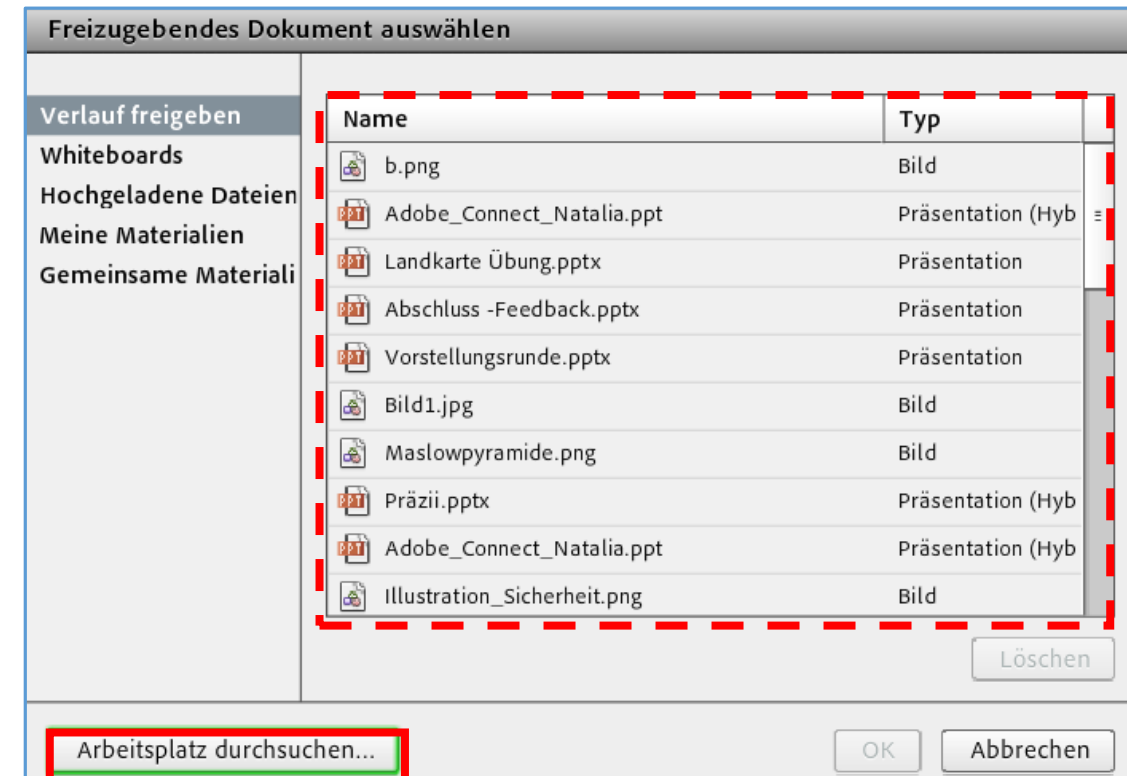 Freizugebendes Dokument auswählen
Verlauf freigeben
Whiteboards
Hochgeladene Dateien
Meine Materialien
Gemeinsame Materiali
Name Typ
b.png Bild
Adobe_Connect_Natalia.ppt Präsentation (Hyb
Landkarte Übung.pptx Präsentation
Abschluss -Feedback.pptx Präsentation
Vorstellungsrunde.pptx Präsentation
Bild1.jpg Bild
Maslowpyramide.png Bild
Präzii.pptx Präsentation (Hyb
Adobe_Connect_Natalia.ppt Präsentation (Hyb
Illustration_Sicherheit.png Bild
Löschen
Arbeitsplatz durchsuchen... OK Abbrechen